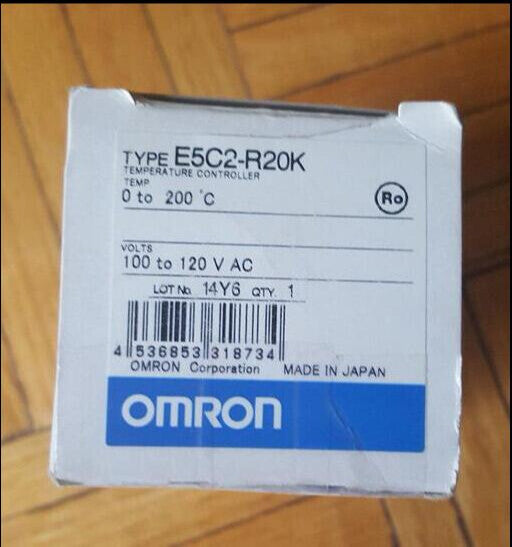 TYPE E5C2-R20K
TEMPERATURE CONTROLLER
TEMP
0 to 200 °C
Ro
VOLTS
100 to 120 V AC
LOT No. 14Y6 QTY. 1
4 536853 318734
OMRON Corporation MADE IN JAPAN
OMRON